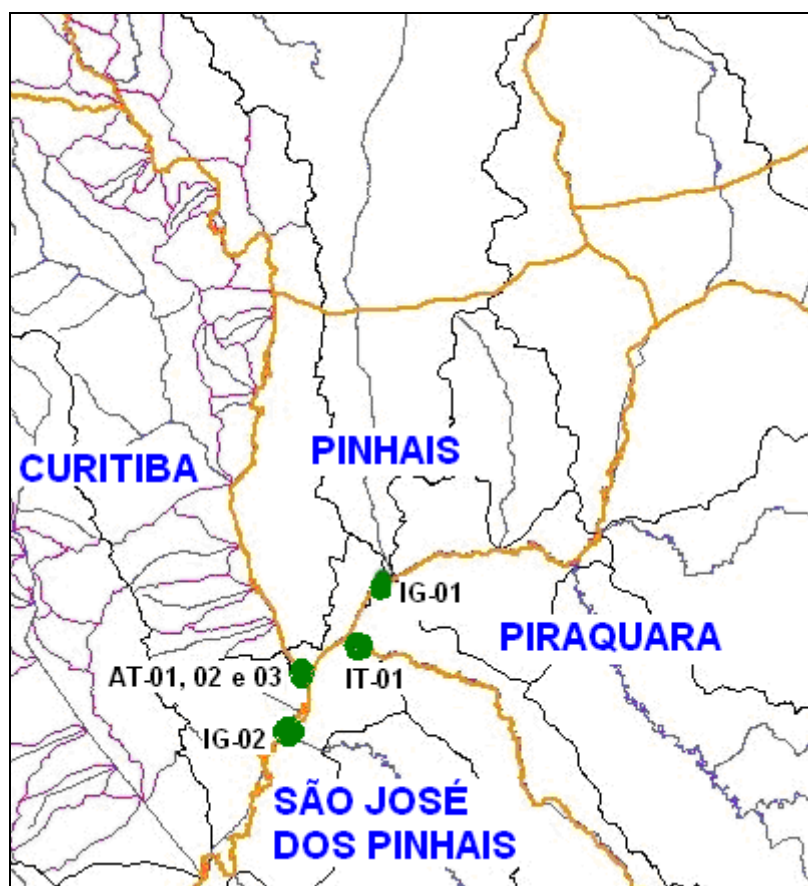 PINHAIS
CURITIBA
IG-01
PIRAQUARA
AT-01, 02 e 03
IT-01
IG-02
SÃO JOSÉ
DOS PINHAIS